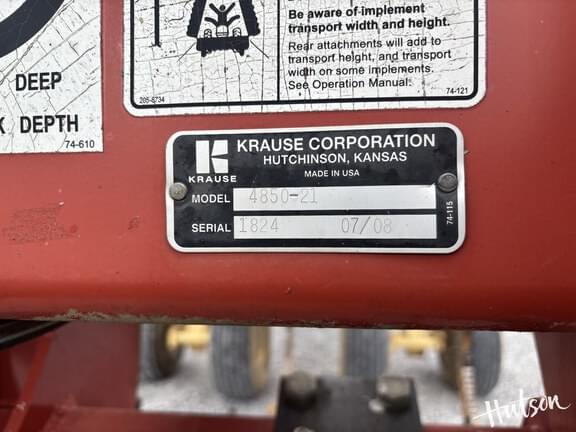 Be aware of implement
transport width and height.
Rear attachments will add to
transport height, and transport
width on some implements.
See Operation Manual.
205-8734
74-121
DEEP
DEPTH
74-610
K
KRAUSE
KRAUSE CORPORATION
HUTCHINSON, KANSAS
MADE IN USA
MODEL 4850-21
SERIAL 1824 07/08
74-115
Hutson